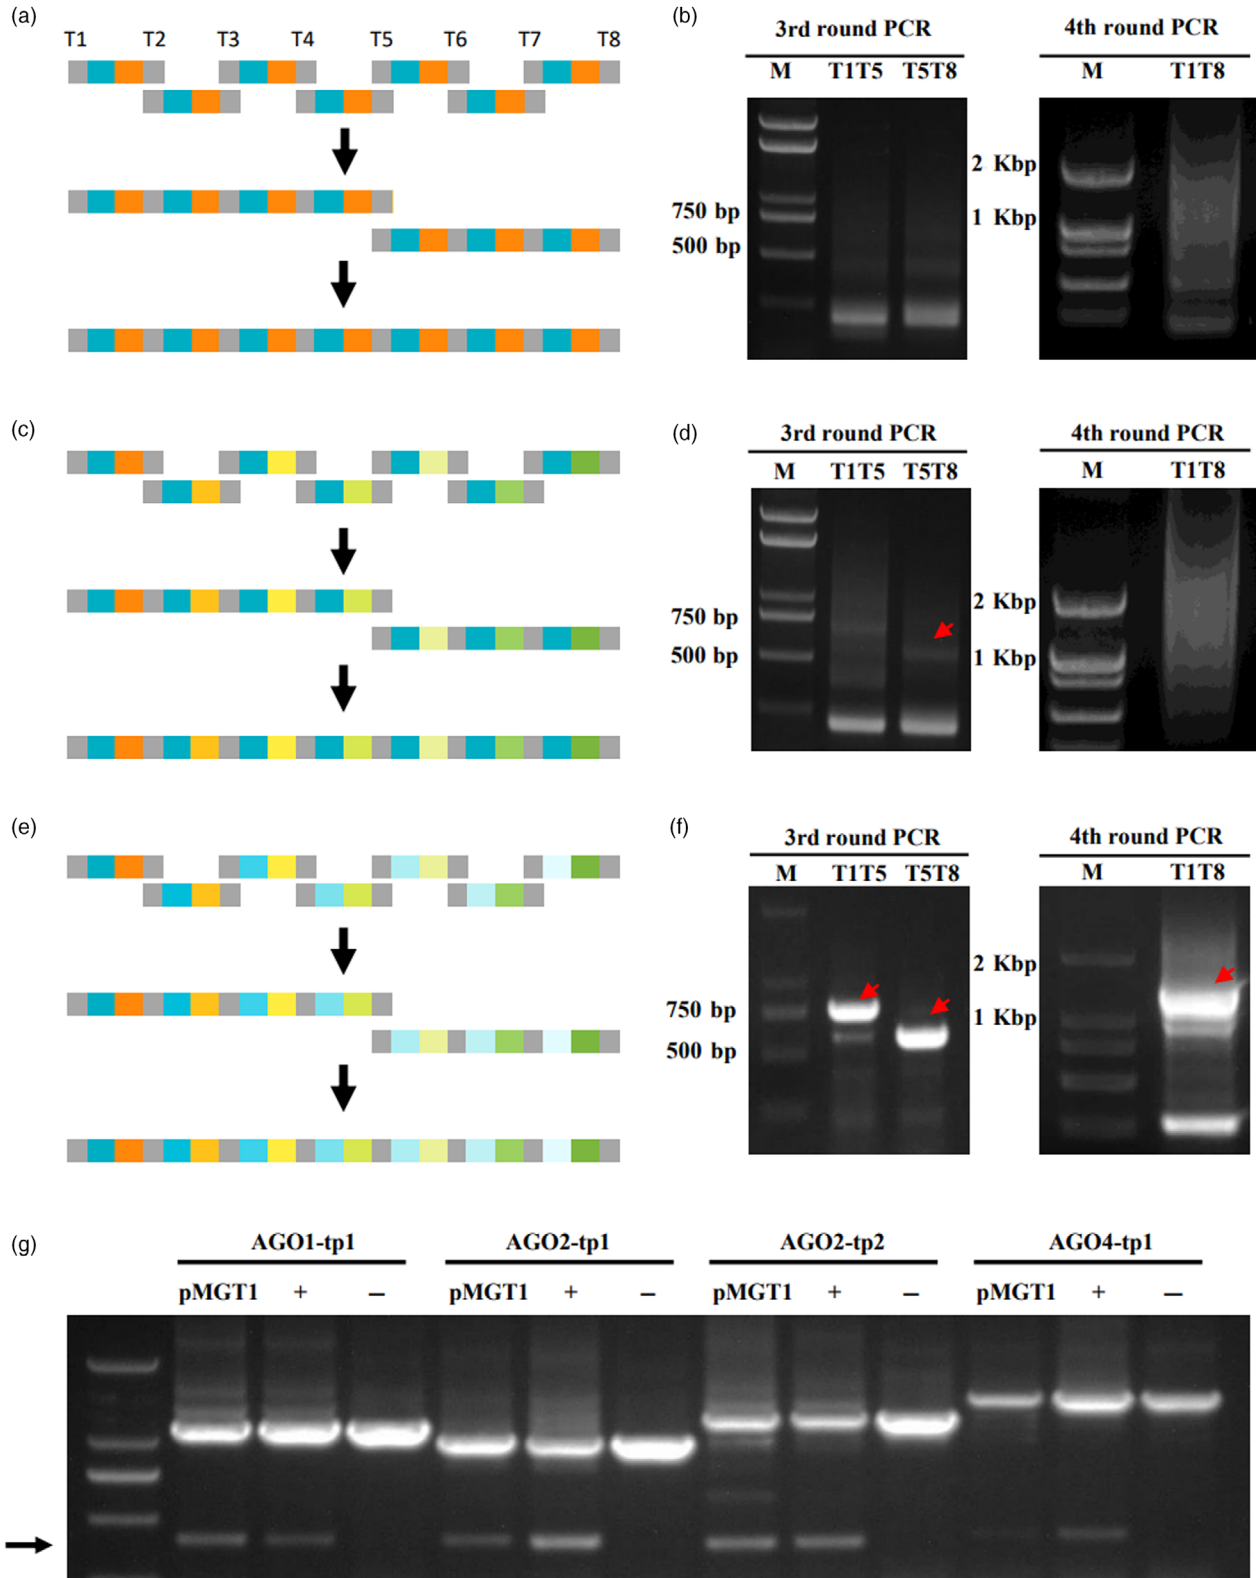 (a)
T1 T2 T3 T4 T5 T6 T7 T8
(b)
3rd round PCR
M T1T5 T5T8
750 bp
500 bp
4th round PCR
M T1T8
2 Kbp
1 Kbp
(c)
(d)
3rd round PCR
M T1T5 T5T8
750 bp
500 bp
4th round PCR
M T1T8
2 Kbp
1 Kbp
(e)
(f)
3rd round PCR
M T1T5 T5T8
750 bp
500 bp
4th round PCR
M T1T8
2 Kbp
1 Kbp
(g)
AGO1-tp1 AGO2-tp1 AGO2-tp2 AGO4-tp1
pMGT1 + − pMGT1 + − pMGT1 + − pMGT1 + −